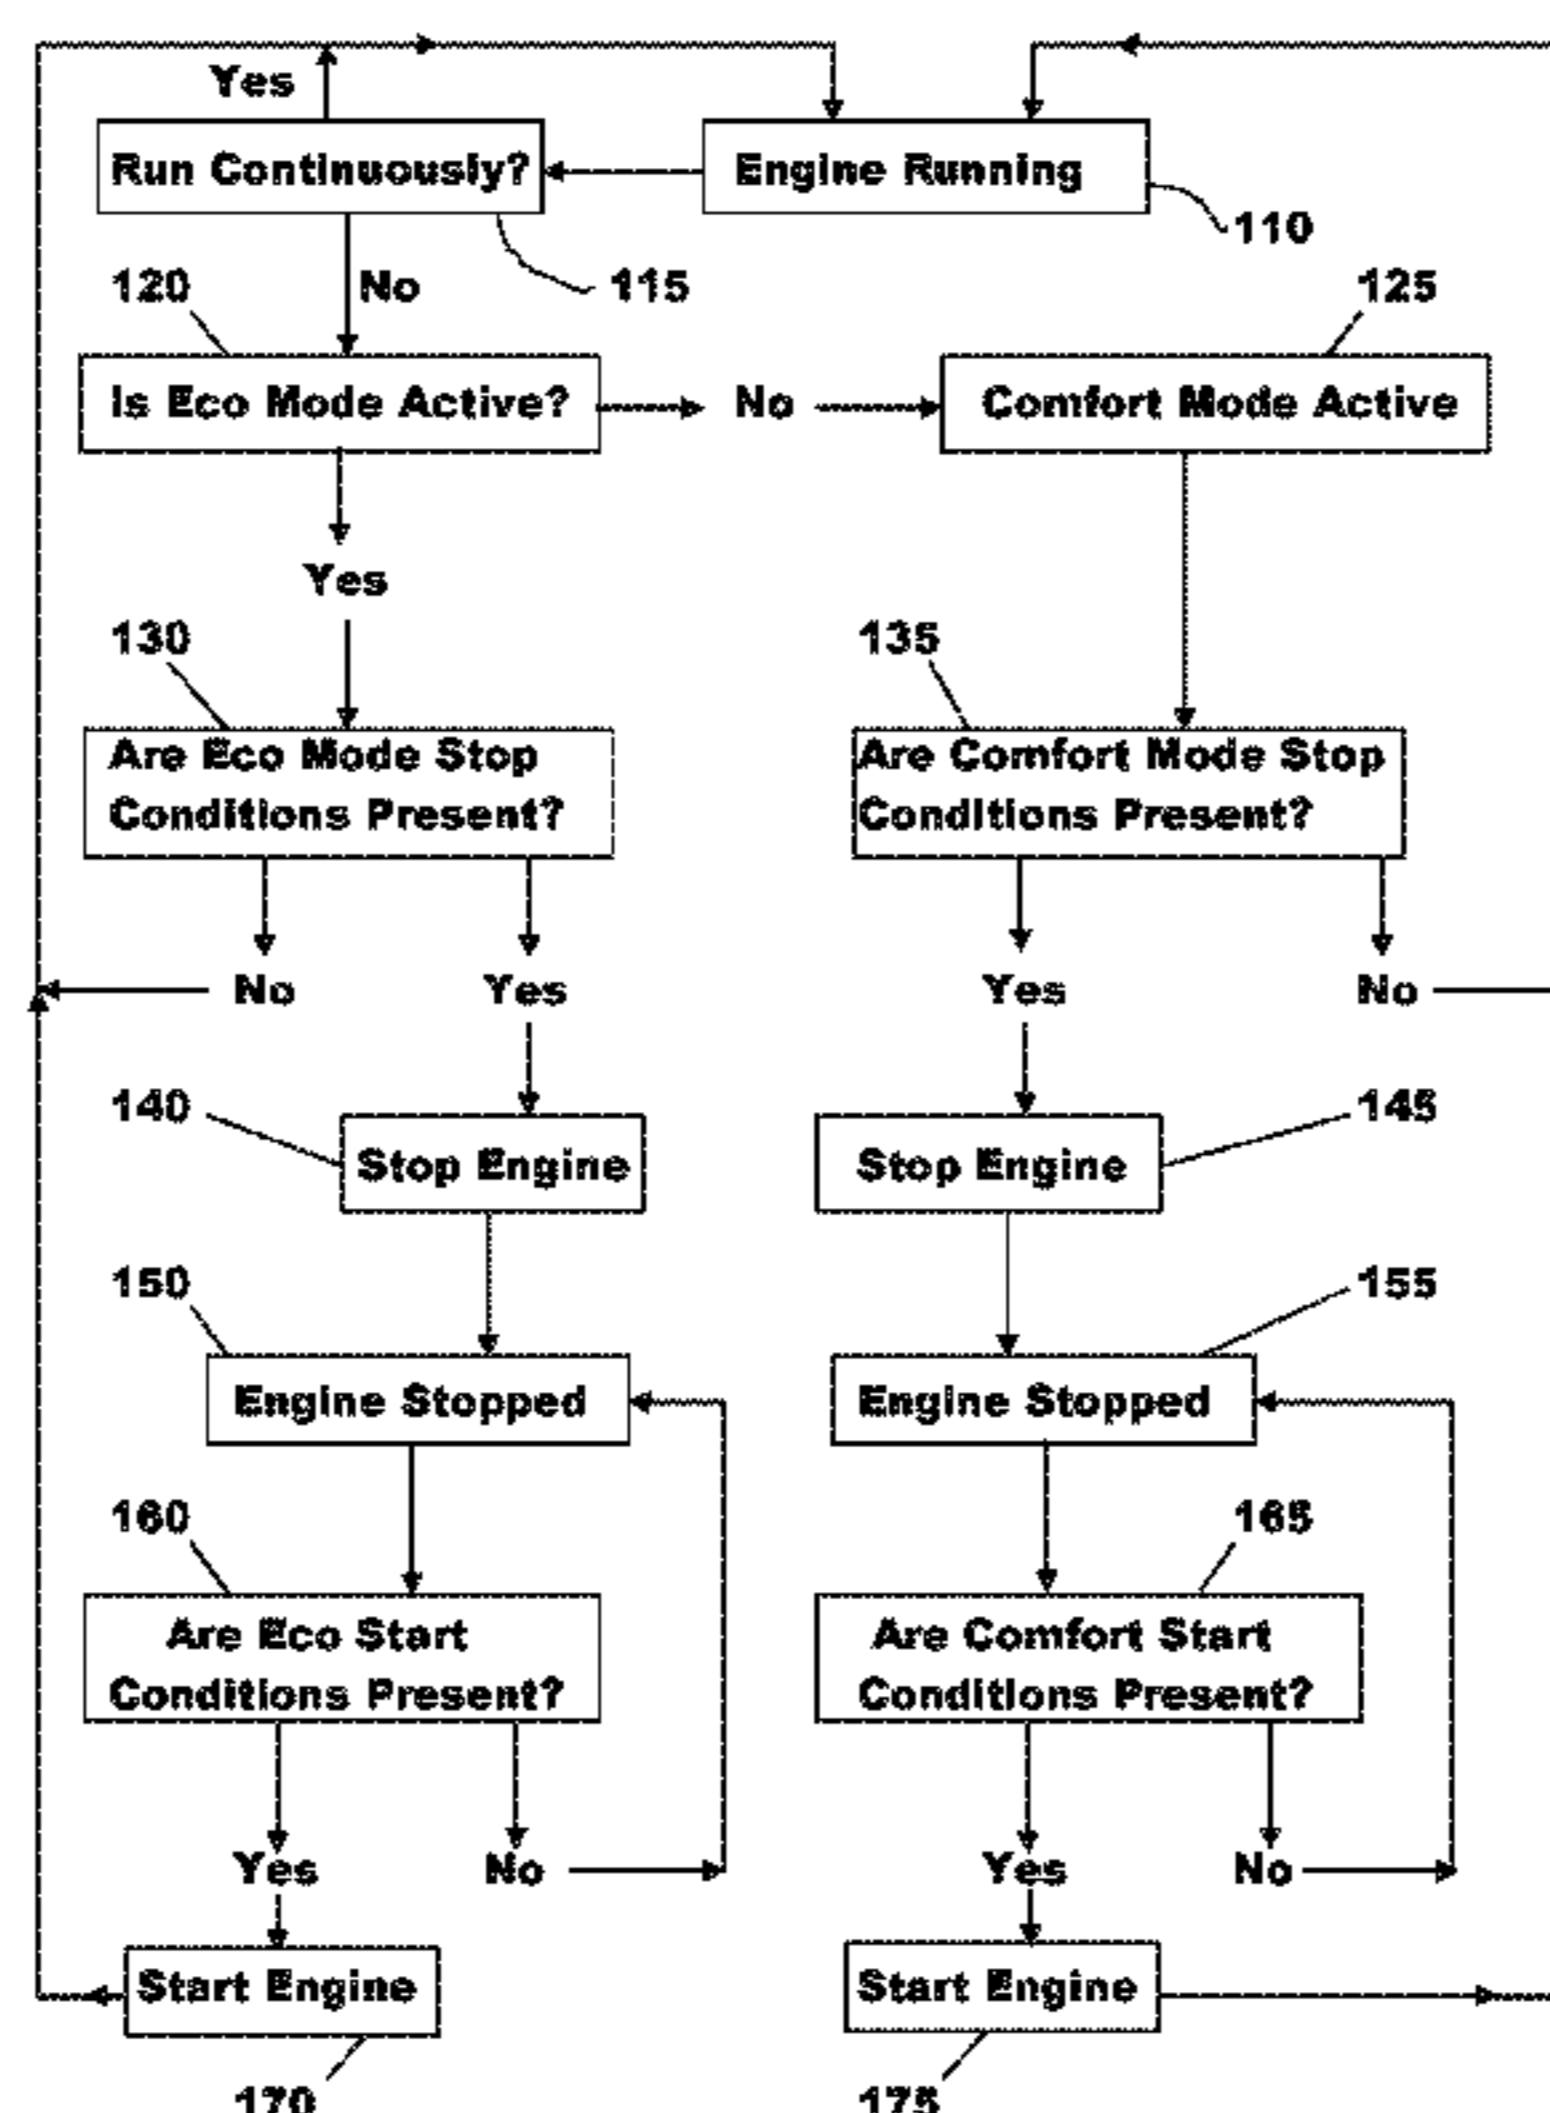 Yes
Run Continuously?
Engine Running
110
120
No
115
125
Is Eco Mode Active?
No
Comfort Mode Active
Yes
130
135
Are Eco Mode Stop
Conditions Present?
Are Comfort Mode Stop
Conditions Present?
No
Yes
Yes
No
140
145
Stop Engine
Stop Engine
150
155
Engine Stopped
Engine Stopped
160
165
Are Eco Start
Conditions Present?
Are Comfort Start
Conditions Present?
Yes
No
Yes
No
Start Engine
Start Engine
170
175